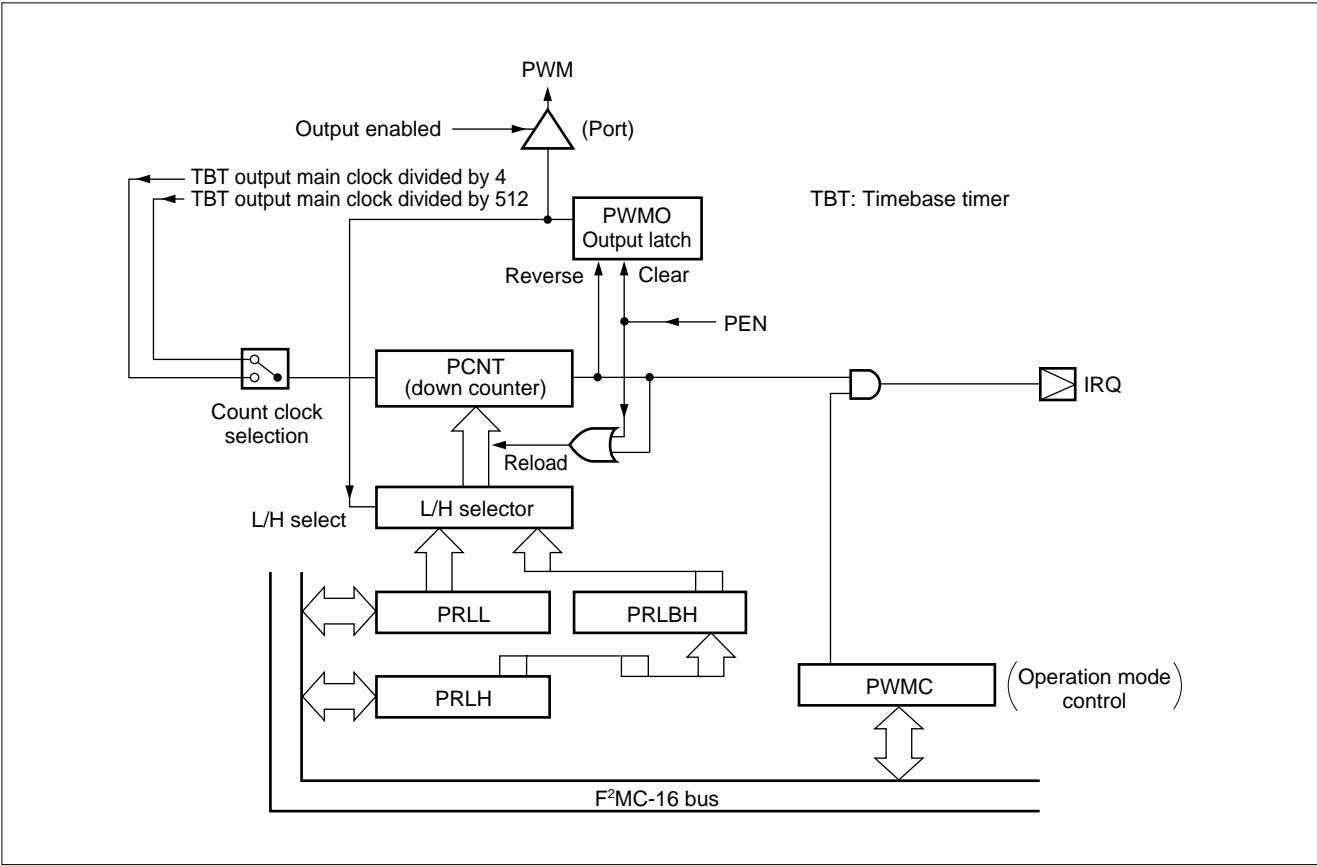 PWM
Output enabled
(Port)
TBT output main clock divided by 4
TBT output main clock divided by 512
TBT: Timebase timer
PWMO
Output latch
Reverse
Clear
PEN
PCNT
(down counter)
IRQ
Count clock
selection
Reload
L/H selector
L/H select
PRLL
PRLBH
PRLH
PWMC
(Operation mode
control)
F²MC-16 bus